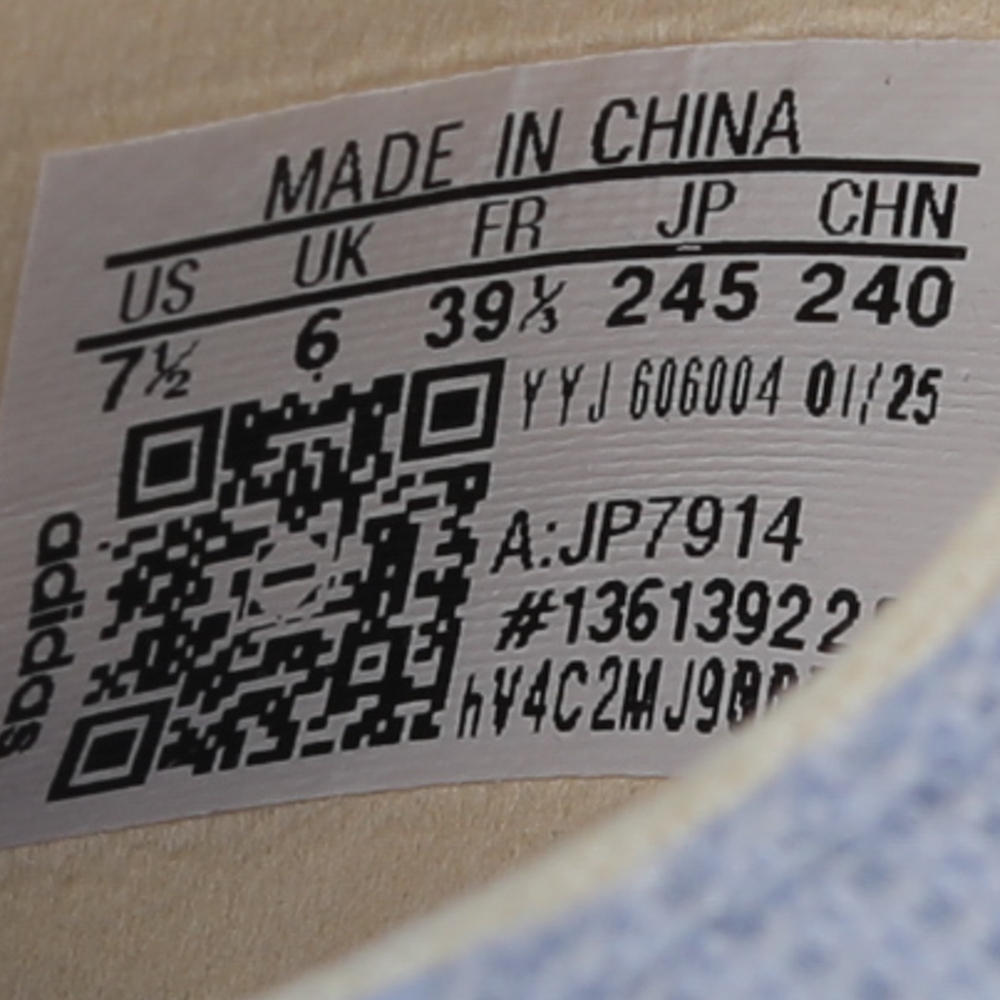 MADE IN CHINA
US UK FR JP CHN
7½ 6 39⅓ 245 240
YYJ 606004 01/25
A:JP7914
#13613922
adidas